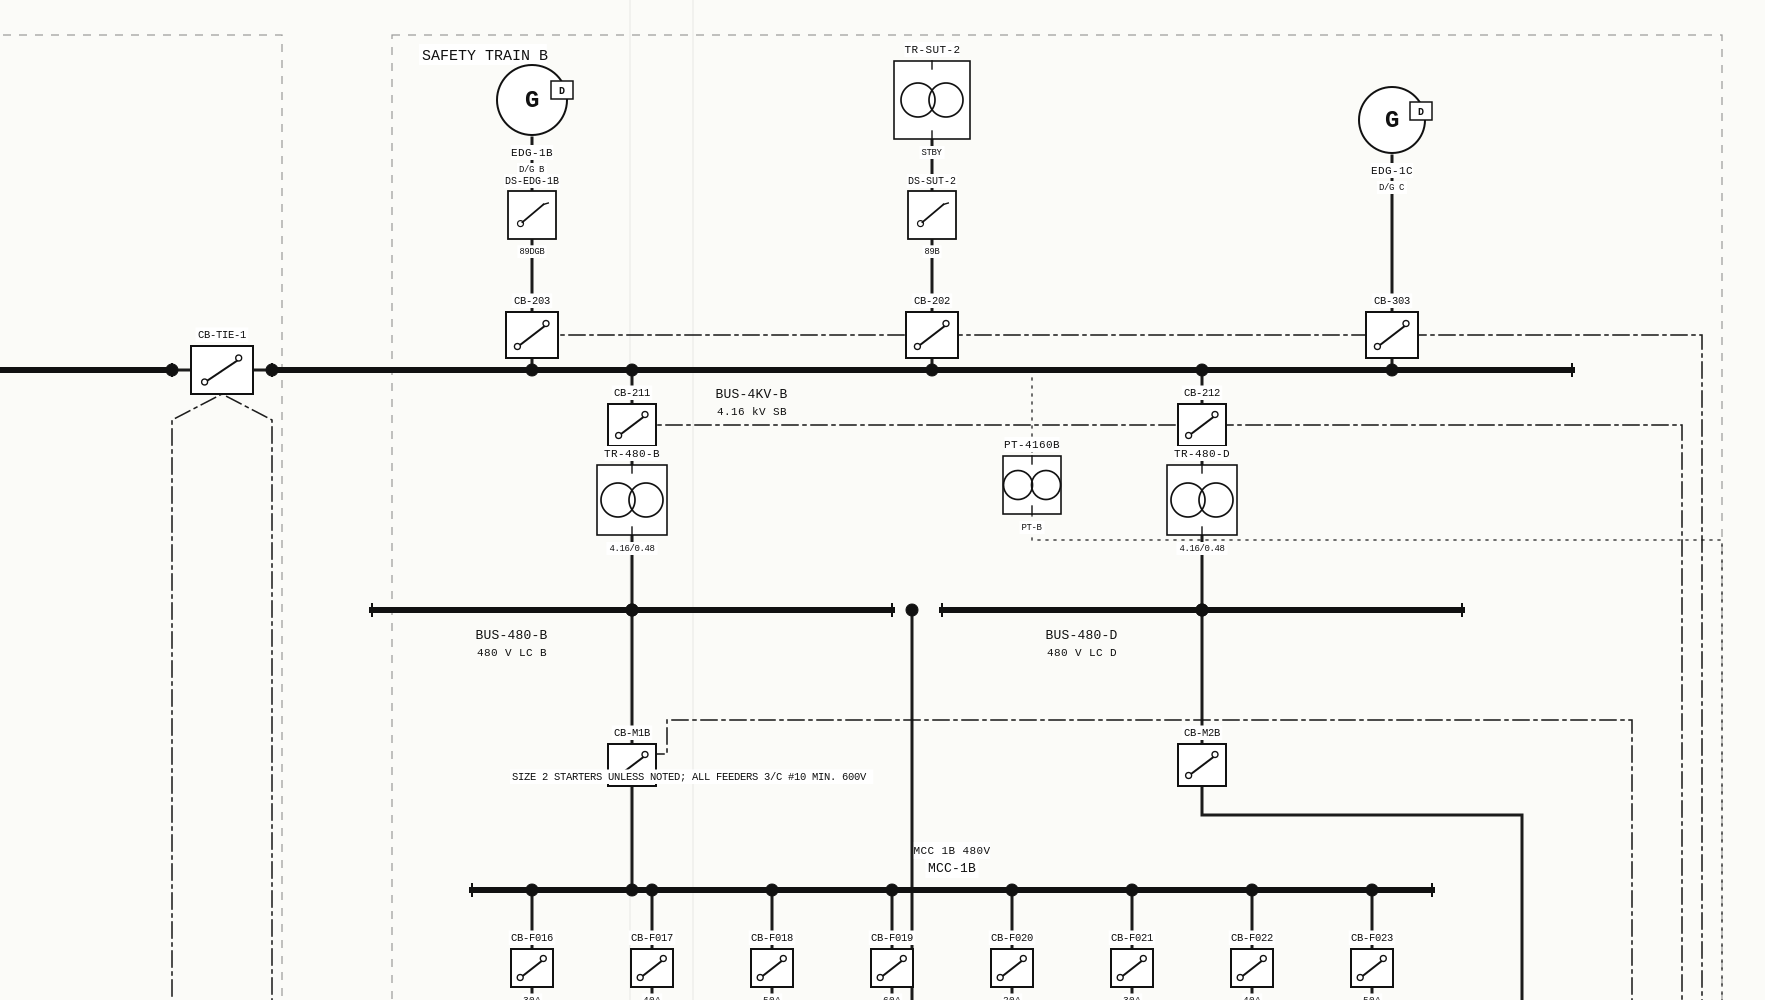 SAFETY TRAIN B
TR-SUT-2
G
D
G
D
EDG-1B
D/G B
STBY
EDG-1C
D/G C
DS-EDG-1B
DS-SUT-2
89DGB
89B
CB-203
CB-202
CB-303
CB-TIE-1
CB-211
BUS-4KV-B
4.16 kV SB
CB-212
PT-4160B
TR-480-B
TR-480-D
PT-B
4.16/0.48
4.16/0.48
BUS-480-B
480 V LC B
BUS-480-D
480 V LC D
CB-M1B
CB-M2B
SIZE 2 STARTERS UNLESS NOTED; ALL FEEDERS 3/C #10 MIN. 600V
MCC 1B 480V
MCC-1B
CB-F016
CB-F017
CB-F018
CB-F019
CB-F020
CB-F021
CB-F022
CB-F023